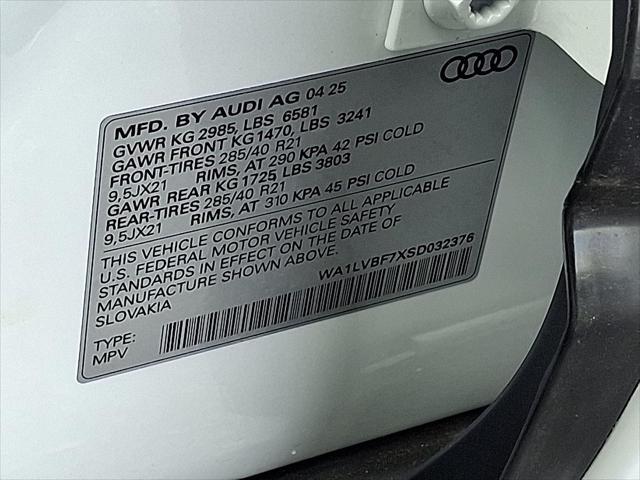 MFD. BY AUDI AG 04 25
GVWR KG 2985, LBS 6581
GAWR FRONT KG1470, LBS 3241
FRONT-TIRES 285/40 R21
9,5JX21 RIMS, AT 290 KPA 42 PSI COLD
GAWR REAR KG 1725 LBS 3803
REAR-TIRES 285/40 R21
9,5JX21 RIMS, AT 310 KPA 45 PSI COLD
THIS VEHICLE CONFORMS TO ALL APPLICABLE
U.S. FEDERAL MOTOR VEHICLE SAFETY
STANDARDS IN EFFECT ON THE DATE OF
MANUFACTURE SHOWN ABOVE.
SLOVAKIA
WA1LVBF7XSD032376
TYPE:
MPV